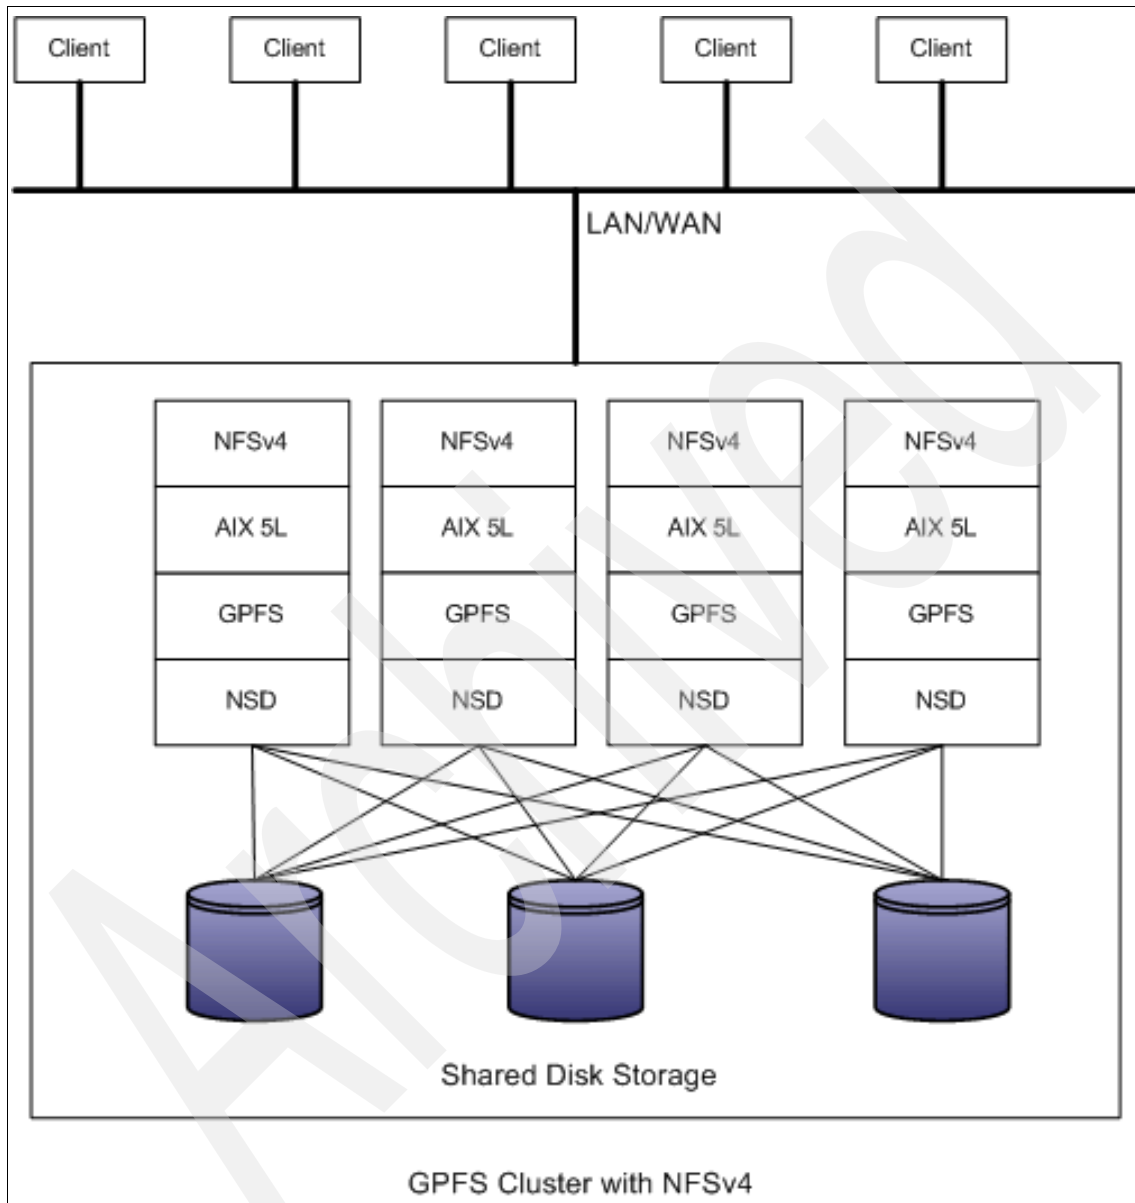 Client Client Client Client Client
LAN/WAN
NFSv4 NFSv4 NFSv4 NFSv4
AIX 5L AIX 5L AIX 5L AIX 5L
GPFS GPFS GPFS GPFS
NSD NSD NSD NSD
Shared Disk Storage
GPFS Cluster with NFSv4
Archived